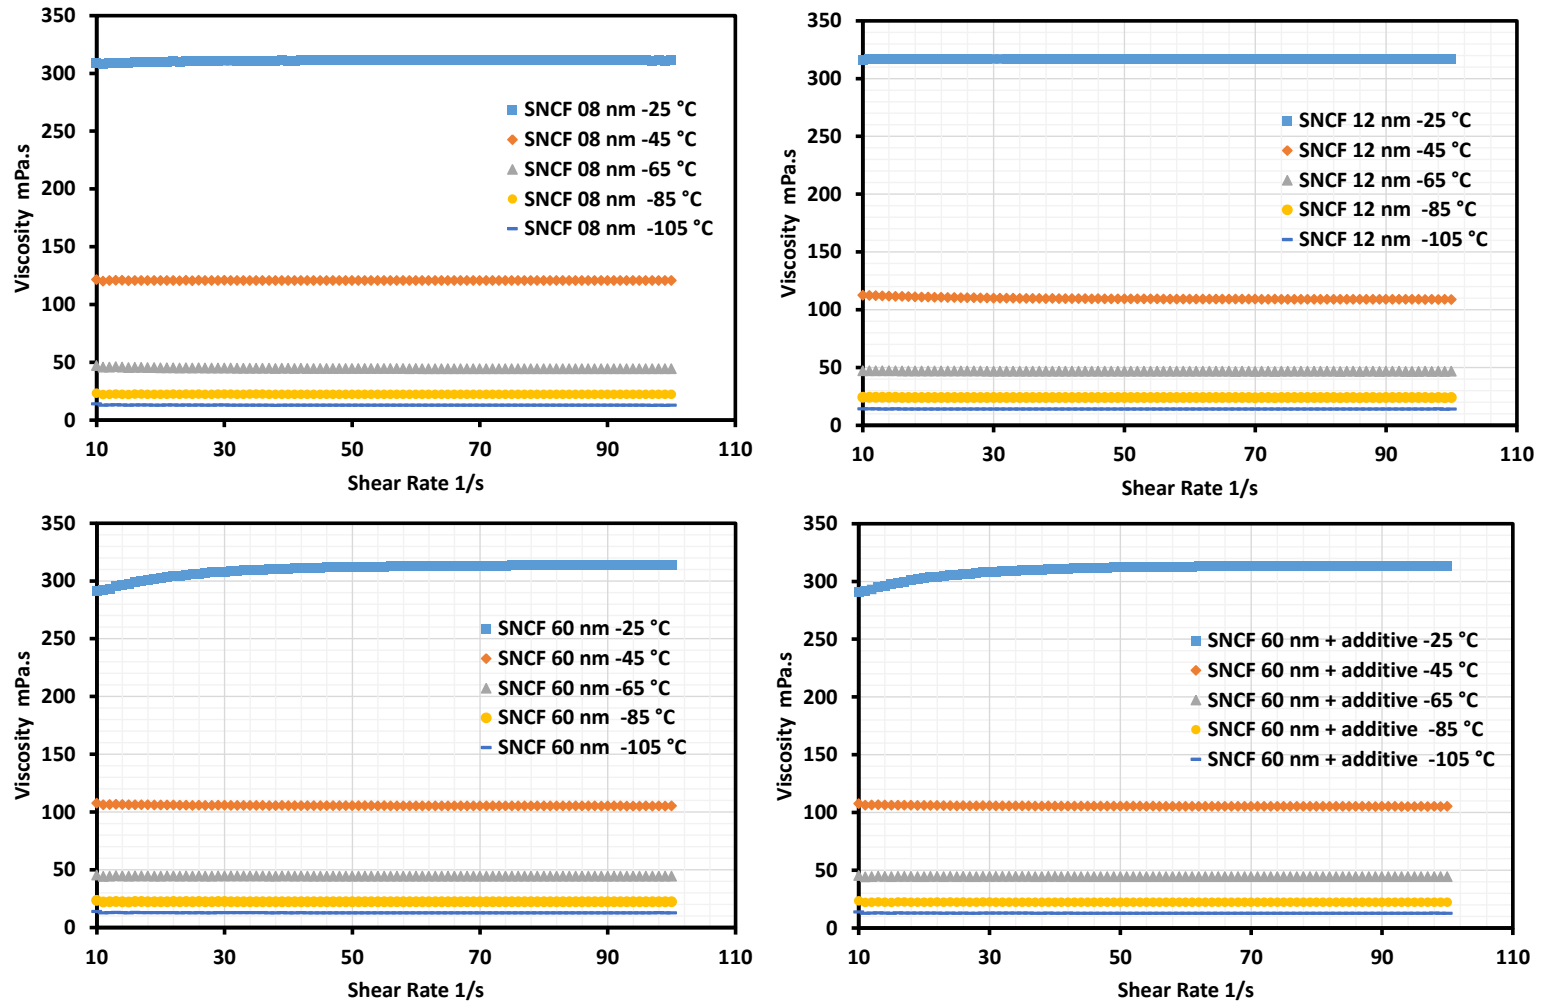 350
300
250
200
150
100
50
0
Viscosity mPa.s
SNCF 08 nm -25 °C
SNCF 08 nm -45 °C
SNCF 08 nm -65 °C
SNCF 08 nm -85 °C
SNCF 08 nm -105 °C
10 30 50 70 90 110
Shear Rate 1/s
350
300
250
200
150
100
50
0
Viscosity mPa.s
SNCF 12 nm -25 °C
SNCF 12 nm -45 °C
SNCF 12 nm -65 °C
SNCF 12 nm -85 °C
SNCF 12 nm -105 °C
10 30 50 70 90 110
Shear Rate 1/s
350
300
250
200
150
100
50
0
Viscosity mPa.s
SNCF 60 nm -25 °C
SNCF 60 nm -45 °C
SNCF 60 nm -65 °C
SNCF 60 nm -85 °C
SNCF 60 nm -105 °C
10 30 50 70 90 110
Shear Rate 1/s
350
300
250
200
150
100
50
0
Viscosity mPa.s
SNCF 60 nm + additive -25 °C
SNCF 60 nm + additive -45 °C
SNCF 60 nm + additive -65 °C
SNCF 60 nm + additive -85 °C
SNCF 60 nm + additive -105 °C
10 30 50 70 90 110
Shear Rate 1/s